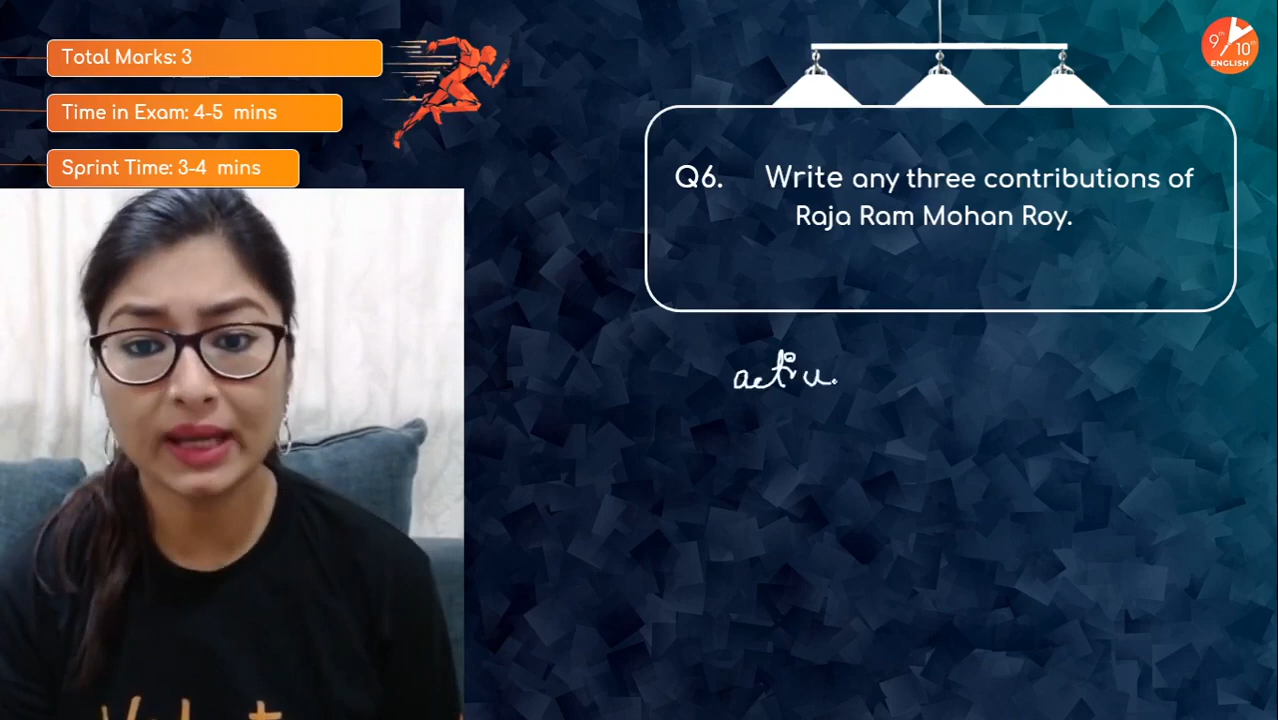 Total Marks: 3
Time in Exam: 4-5 mins
Sprint Time: 3-4 mins
9th 10th
ENGLISH
Q6. Write any three contributions of
Raja Ram Mohan Roy.